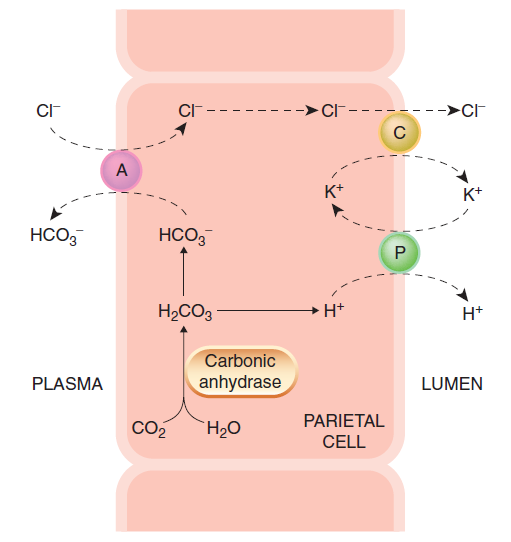 Cl⁻
Cl⁻
Cl⁻
Cl⁻
C
A
K⁺
K⁺
HCO₃⁻
HCO₃⁻
P
H₂CO₃
H⁺
H⁺
Carbonic
anhydrase
PLASMA
LUMEN
CO₂
H₂O
PARIETAL
CELL